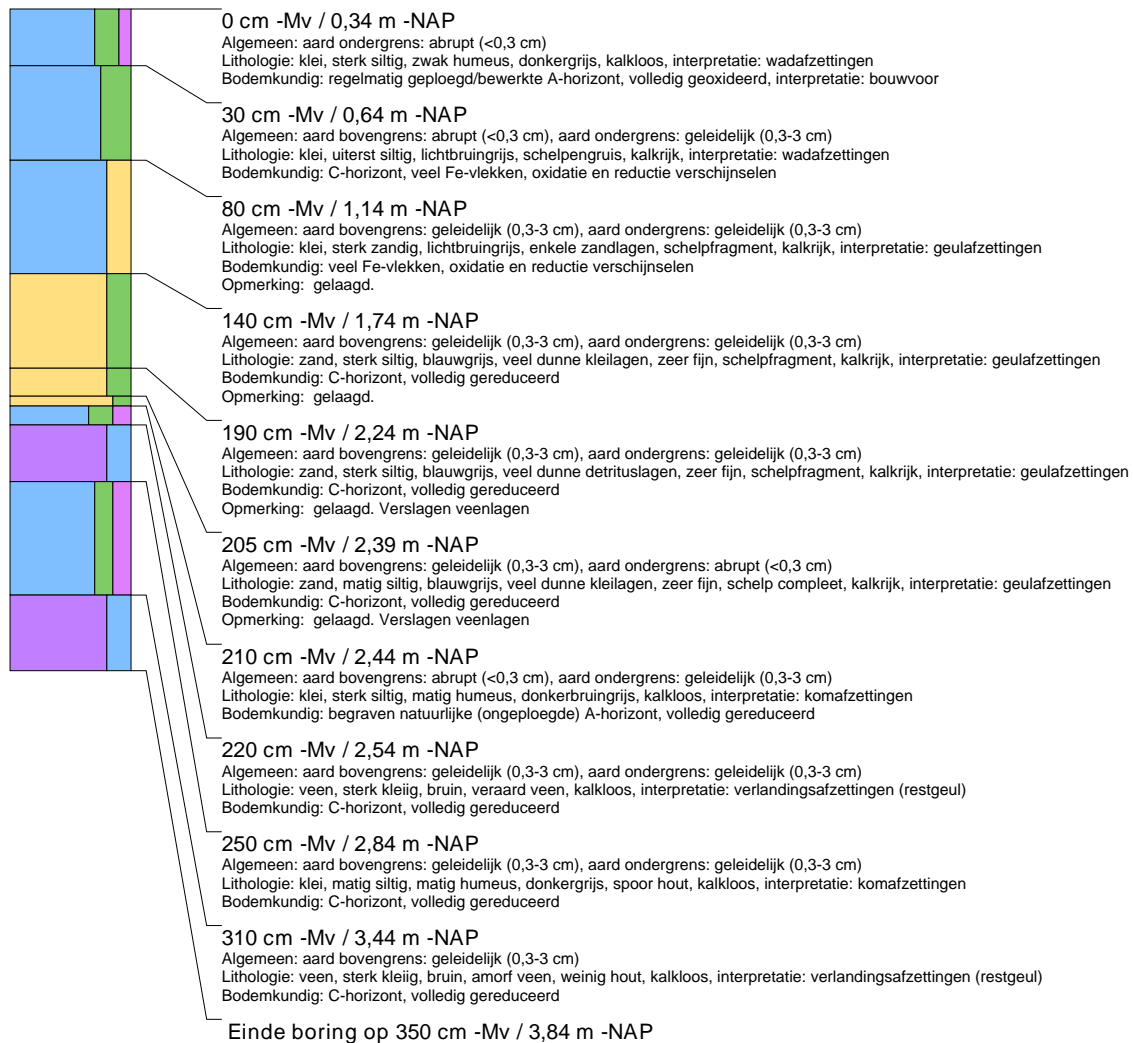 0 cm -Mv / 0,34 m -NAP
Algemeen: aard ondergrens: abrupt (<0,3 cm)
Lithologie: klei, sterk siltig, zwak humeus, donkergrijs, kalkloos, interpretatie: wadafzettingen
Bodemkundig: regelmatig geploegd/bewerkte A-horizont, volledig geoxideerd, interpretatie: bouwvoor
30 cm -Mv / 0,64 m -NAP
Algemeen: aard bovengrens: abrupt (<0,3 cm), aard ondergrens: geleidelijk (0,3-3 cm)
Lithologie: klei, uiterst siltig, lichtbruingrijs, schelpengruis, kalkrijk, interpretatie: wadafzettingen
Bodemkundig: C-horizont, veel Fe-vlekken, oxidatie en reductie verschijnselen
80 cm -Mv / 1,14 m -NAP
Algemeen: aard bovengrens: geleidelijk (0,3-3 cm), aard ondergrens: geleidelijk (0,3-3 cm)
Lithologie: klei, sterk zandig, lichtbruingrijs, enkele zandlagen, schelpfragment, kalkrijk, interpretatie: geulafzettingen
Bodemkundig: veel Fe-vlekken, oxidatie en reductie verschijnselen
Opmerking: gelaagd.
140 cm -Mv / 1,74 m -NAP
Algemeen: aard bovengrens: geleidelijk (0,3-3 cm), aard ondergrens: geleidelijk (0,3-3 cm)
Lithologie: zand, sterk siltig, blauwgrijs, veel dunne kleilagen, zeer fijn, schelpfragment, kalkrijk, interpretatie: geulafzettingen
Bodemkundig: C-horizont, volledig gereduceerd
Opmerking: gelaagd.
190 cm -Mv / 2,24 m -NAP
Algemeen: aard bovengrens: geleidelijk (0,3-3 cm), aard ondergrens: geleidelijk (0,3-3 cm)
Lithologie: zand, sterk siltig, blauwgrijs, veel dunne detrituslagen, zeer fijn, schelpfragment, kalkrijk, interpretatie: geulafzettingen
Bodemkundig: C-horizont, volledig gereduceerd
Opmerking: gelaagd. Verslagen veenlagen
205 cm -Mv / 2,39 m -NAP
Algemeen: aard bovengrens: geleidelijk (0,3-3 cm), aard ondergrens: abrupt (<0,3 cm)
Lithologie: zand, matig siltig, blauwgrijs, veel dunne kleilagen, zeer fijn, schelp compleet, kalkrijk, interpretatie: geulafzettingen
Bodemkundig: C-horizont, volledig gereduceerd
Opmerking: gelaagd. Verslagen veenlagen
210 cm -Mv / 2,44 m -NAP
Algemeen: aard bovengrens: abrupt (<0,3 cm), aard ondergrens: geleidelijk (0,3-3 cm)
Lithologie: klei, sterk siltig, matig humeus, donkerbruingrijs, kalkloos, interpretatie: komafzettingen
Bodemkundig: begraven natuurlijke (ongeploegde) A-horizont, volledig gereduceerd
220 cm -Mv / 2,54 m -NAP
Algemeen: aard bovengrens: geleidelijk (0,3-3 cm), aard ondergrens: geleidelijk (0,3-3 cm)
Lithologie: veen, sterk kleiig, bruin, veraard veen, kalkloos, interpretatie: verlandingsafzettingen (restgeul)
Bodemkundig: C-horizont, volledig gereduceerd
250 cm -Mv / 2,84 m -NAP
Algemeen: aard bovengrens: geleidelijk (0,3-3 cm), aard ondergrens: geleidelijk (0,3-3 cm)
Lithologie: klei, matig siltig, matig humeus, donkergrijs, spoor hout, kalkloos, interpretatie: komafzettingen
Bodemkundig: C-horizont, volledig gereduceerd
310 cm -Mv / 3,44 m -NAP
Algemeen: aard bovengrens: geleidelijk (0,3-3 cm)
Lithologie: veen, sterk kleiig, bruin, amorf veen, weinig hout, kalkloos, interpretatie: verlandingsafzettingen (restgeul)
Bodemkundig: C-horizont, volledig gereduceerd
Einde boring op 350 cm -Mv / 3,84 m -NAP